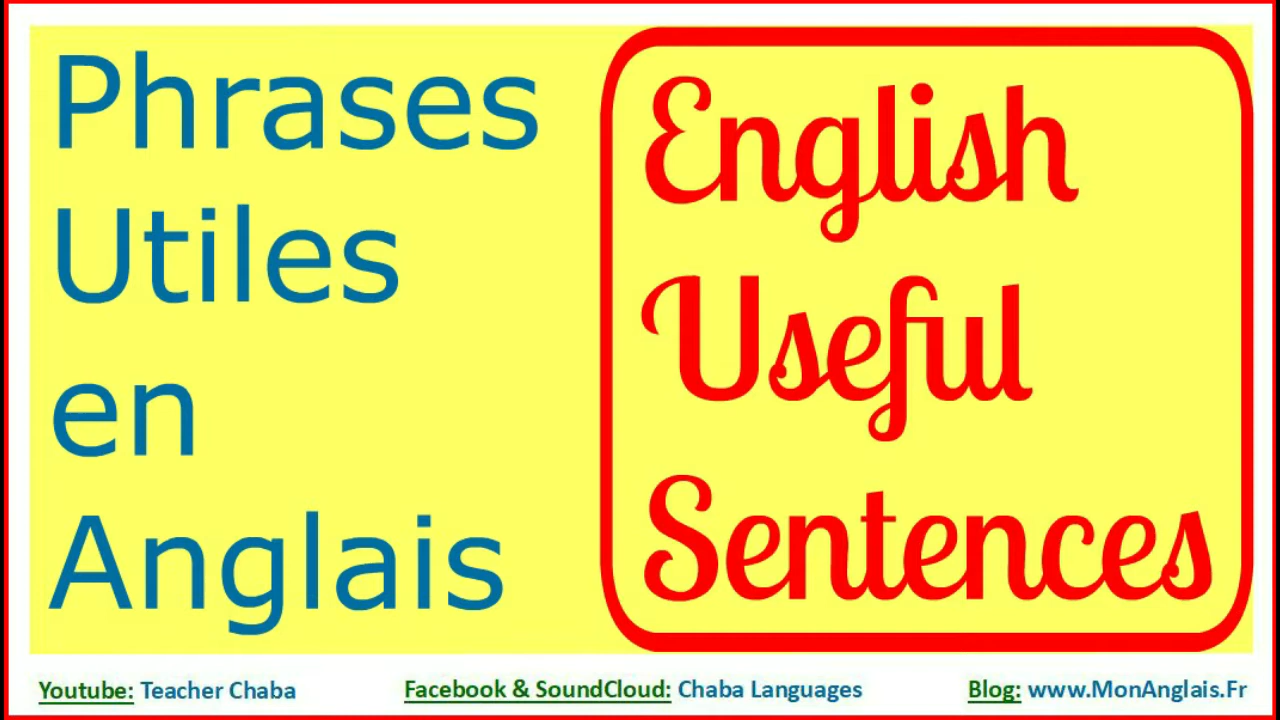 Phrases
Utiles
en
Anglais
English
Useful
Sentences
Youtube: Teacher Chaba
Facebook & SoundCloud: Chaba Languages
Blog: www.MonAnglais.Fr